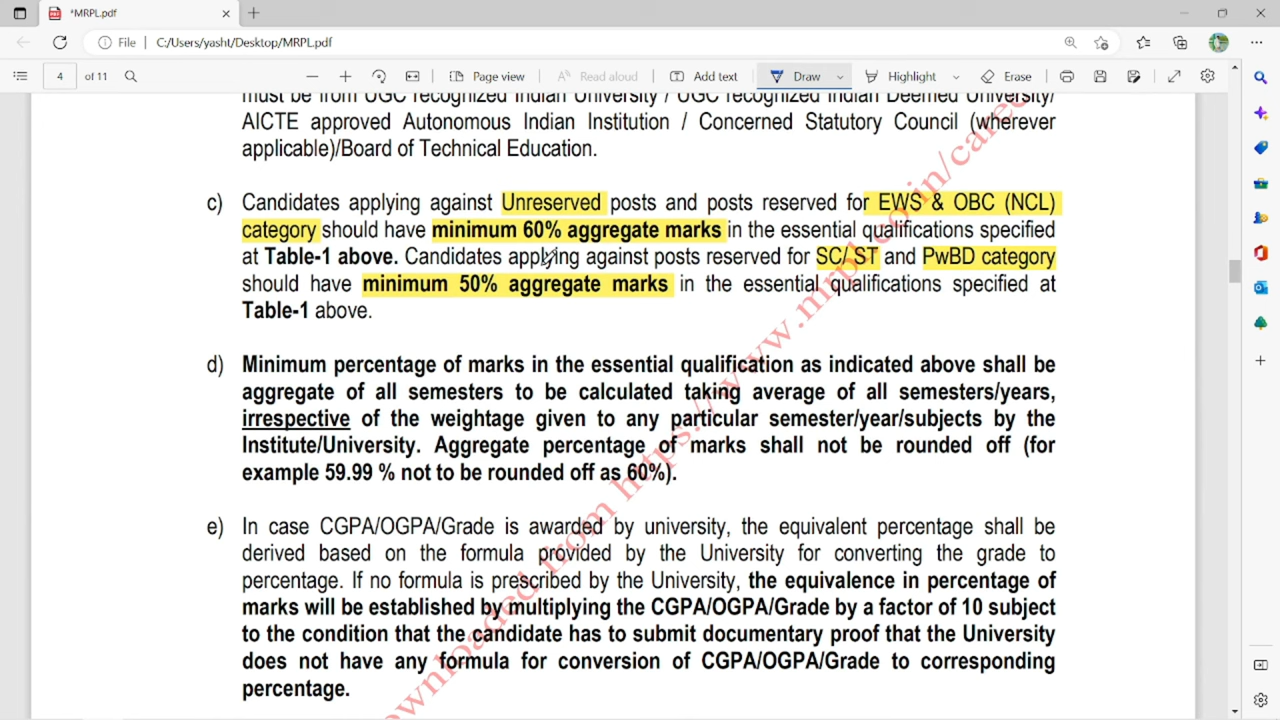 *MRPL.pdf
File C:/Users/yasht/Desktop/MRPL.pdf
4 of 11 Page view Read aloud Add text Draw Highlight Erase
must be from UGC recognized Indian University / UGC recognized Indian Deemed University/
AICTE approved Autonomous Indian Institution / Concerned Statutory Council (wherever
applicable)/Board of Technical Education.
c) Candidates applying against Unreserved posts and posts reserved for EWS & OBC (NCL)
category should have minimum 60% aggregate marks in the essential qualifications specified
at Table-1 above. Candidates applying against posts reserved for SC/ ST and PwBD category
should have minimum 50% aggregate marks in the essential qualifications specified at
Table-1 above.
d) Minimum percentage of marks in the essential qualification as indicated above shall be
aggregate of all semesters to be calculated taking average of all semesters/years,
irrespective of the weightage given to any particular semester/year/subjects by the
Institute/University. Aggregate percentage of marks shall not be rounded off (for
example 59.99 % not to be rounded off as 60%).
e) In case CGPA/OGPA/Grade is awarded by university, the equivalent percentage shall be
derived based on the formula provided by the University for converting the grade to
percentage. If no formula is prescribed by the University, the equivalence in percentage of
marks will be established by multiplying the CGPA/OGPA/Grade by a factor of 10 subject
to the condition that the candidate has to submit documentary proof that the University
does not have any formula for conversion of CGPA/OGPA/Grade to corresponding
percentage.